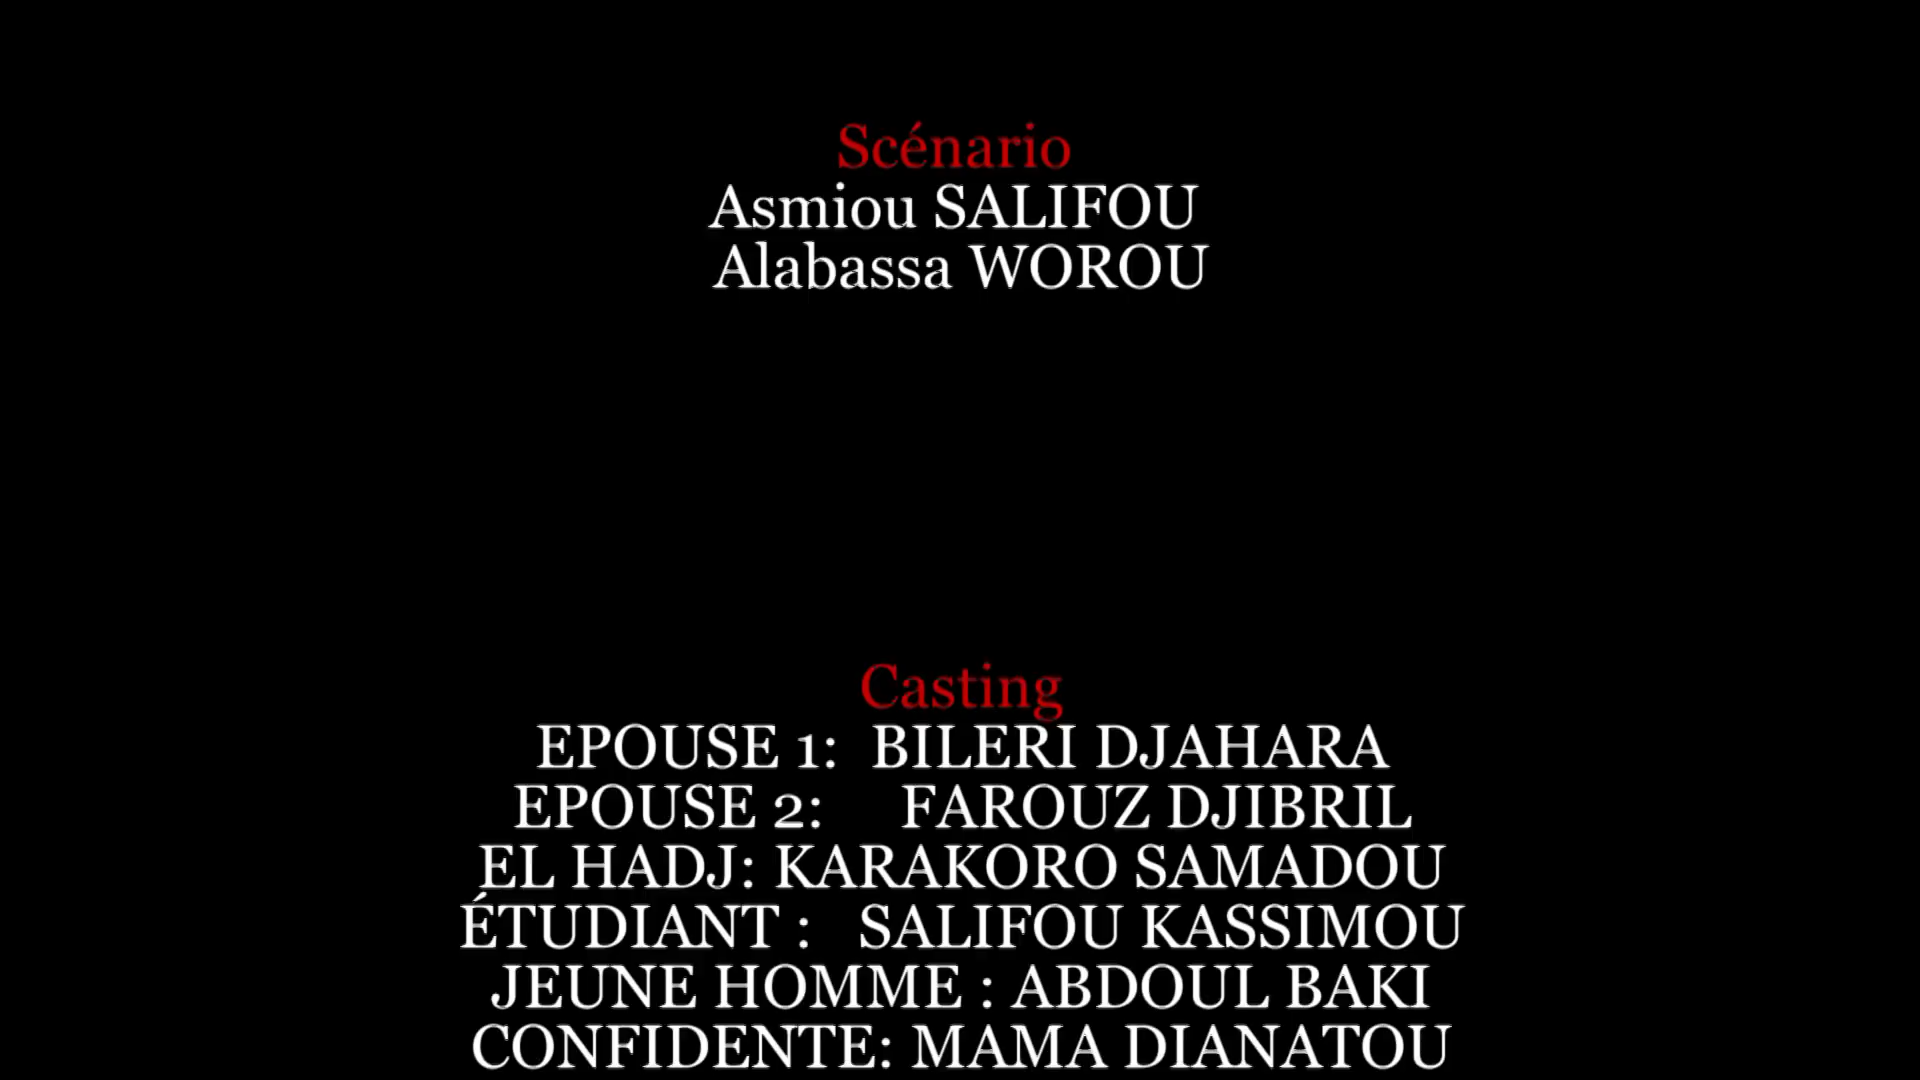 Scénario
Asmiou SALIFOU
Alabassa WOROU
Casting
EPOUSE 1: BILERI DJAHARA
EPOUSE 2: FAROUZ DJIBRIL
EL HADJ: KARAKORO SAMADOU
ÉTUDIANT : SALIFOU KASSIMOU
JEUNE HOMME : ABDOUL BAKI
CONFIDENTE: MAMA DIANATOU